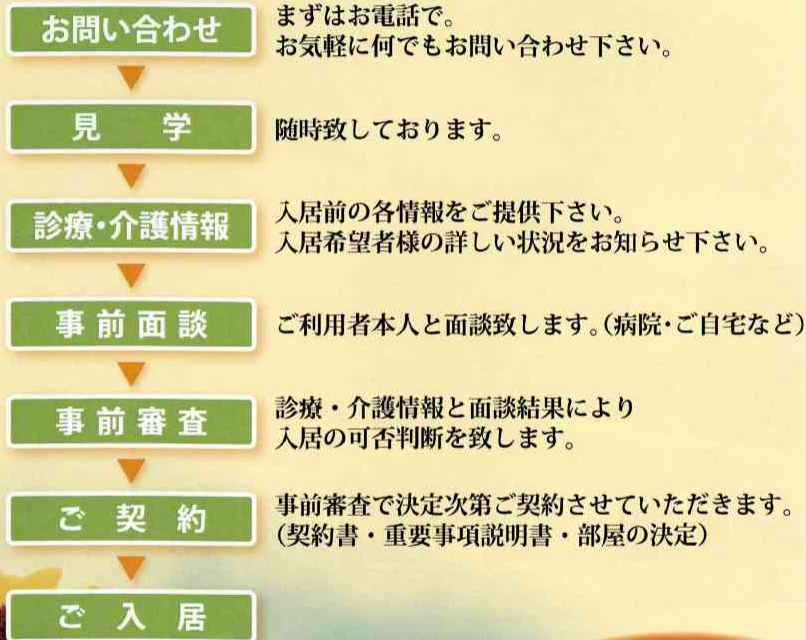 お問い合わせ
まずはお電話で。
お気軽に何でもお問い合わせ下さい。
見 学
随時致しております。
診療・介護情報
入居前の各情報をご提供下さい。
入居希望者様の詳しい状況をお知らせ下さい。
事前面談
ご利用者本人と面談致します。(病院・ご自宅など)
事前審査
診療・介護情報と面談結果により
入居の可否判断を致します。
ご契約
事前審査で決定次第ご契約させていただきます。
(契約書・重要事項説明書・部屋の決定)
ご入居